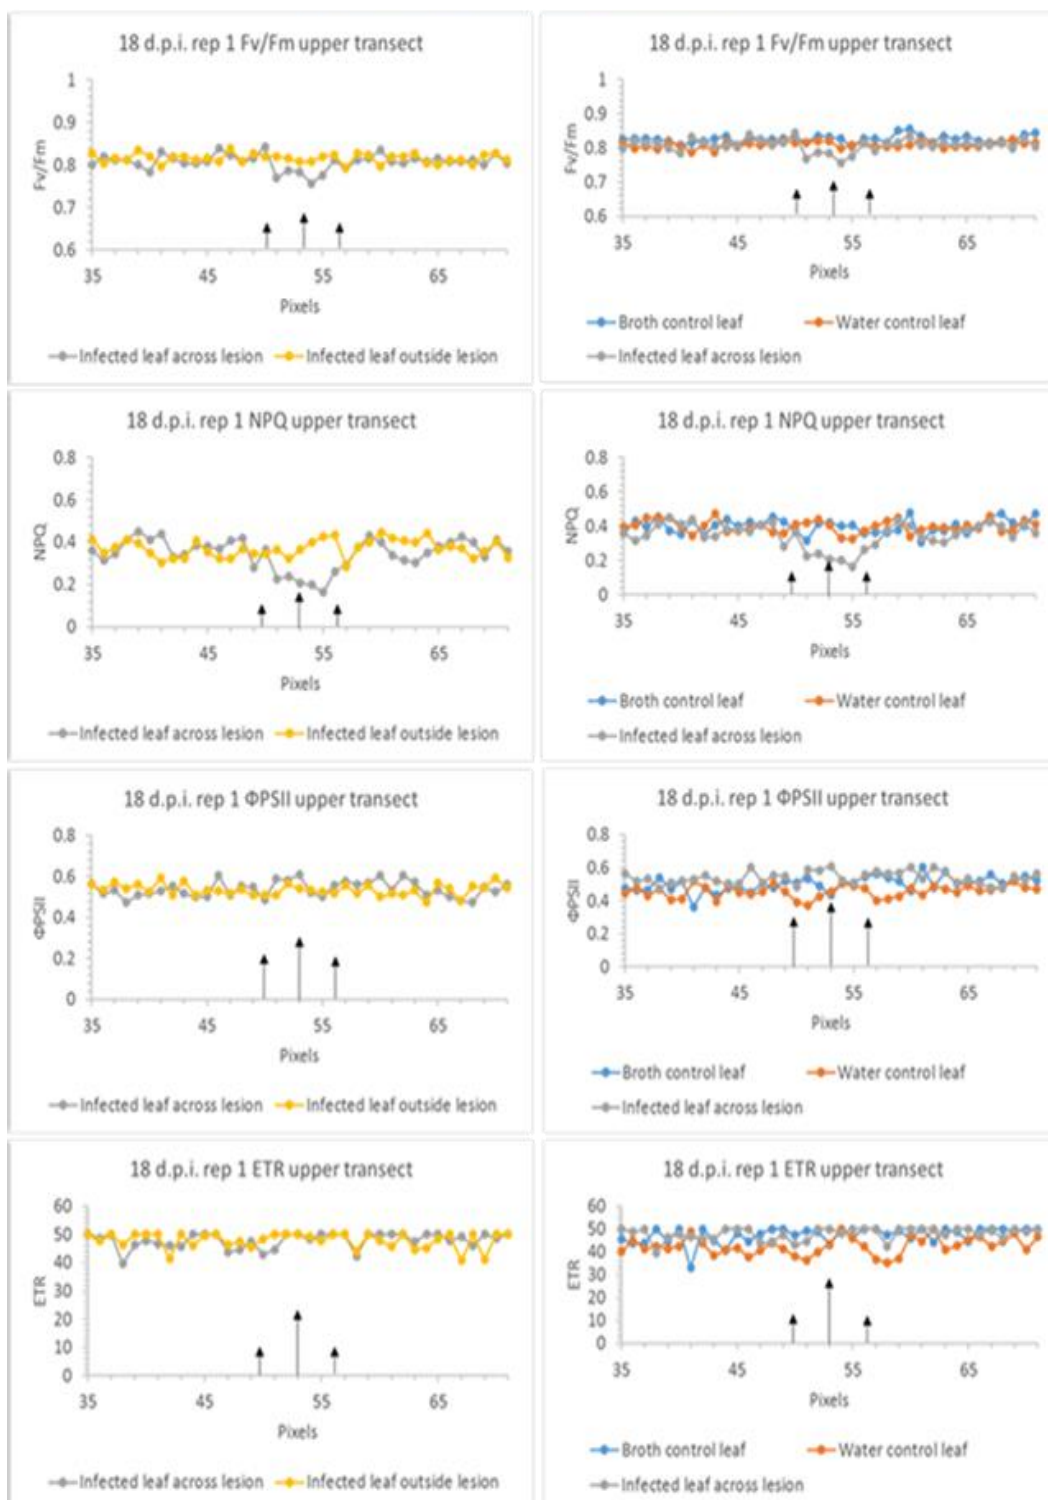 18 d.p.i. rep 1 Fv/Fm upper transect
1
0.9
0.8
0.7
0.6
Fv/Fm
35 45 55 65
Pixels
Infected leaf across lesion Infected leaf outside lesion
18 d.p.i. rep 1 Fv/Fm upper transect
1
0.9
0.8
0.7
0.6
Fv/Fm
35 45 55 65
Pixels
Broth control leaf Water control leaf
Infected leaf across lesion
18 d.p.i. rep 1 NPQ upper transect
0.8
0.6
0.4
0.2
0
NPQ
35 45 55 65
Pixels
Infected leaf across lesion Infected leaf outside lesion
18 d.p.i. rep 1 NPQ upper transect
0.8
0.6
0.4
0.2
0
NPQ
35 45 55 65
Pixels
Broth control leaf Water control leaf
Infected leaf across lesion
18 d.p.i. rep 1 ΦPSII upper transect
0.8
0.6
0.4
0.2
0
ΦPSII
35 45 55 65
Pixels
Infected leaf across lesion Infected leaf outside lesion
18 d.p.i. rep 1 ΦPSII upper transect
0.8
0.6
0.4
0.2
0
ΦPSII
35 45 55 65
Pixels
Broth control leaf Water control leaf
Infected leaf across lesion
18 d.p.i. rep 1 ETR upper transect
60
50
40
30
20
10
0
ETR
35 45 55 65
Pixels
Infected leaf across lesion Infected leaf outside lesion
18 d.p.i. rep 1 ETR upper transect
60
50
40
30
20
10
0
ETR
35 45 55 65
Pixels
Broth control leaf Water control leaf
Infected leaf across lesion